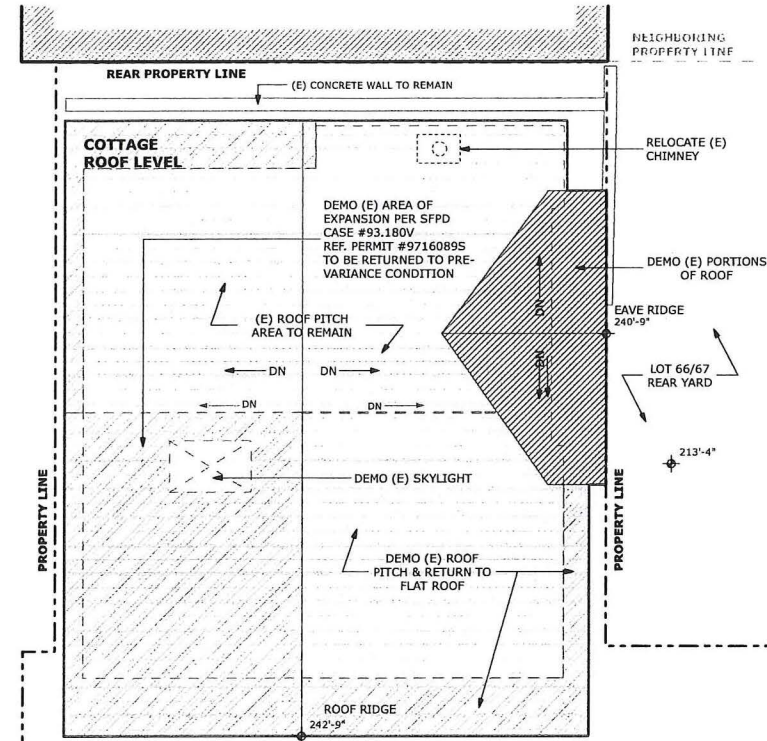 NEIGHBORING
PROPERTY LINE
REAR PROPERTY LINE
(E) CONCRETE WALL TO REMAIN
COTTAGE
ROOF LEVEL
RELOCATE (E)
CHIMNEY
DEMO (E) AREA OF
EXPANSION PER SFPD
CASE #93.180V
REF. PERMIT #9716089S
TO BE RETURNED TO PRE-
VARIANCE CONDITION
DEMO (E) PORTIONS
OF ROOF
DN
EAVE RIDGE
240'-9"
(E) ROOF PITCH
AREA TO REMAIN
DN
DN
DN
LOT 66/67
REAR YARD
DN
DN
213'-4"
DEMO (E) SKYLIGHT
PROPERTY LINE
PROPERTY LINE
DEMO (E) ROOF
PITCH & RETURN TO
FLAT ROOF
ROOF RIDGE
242'-9"